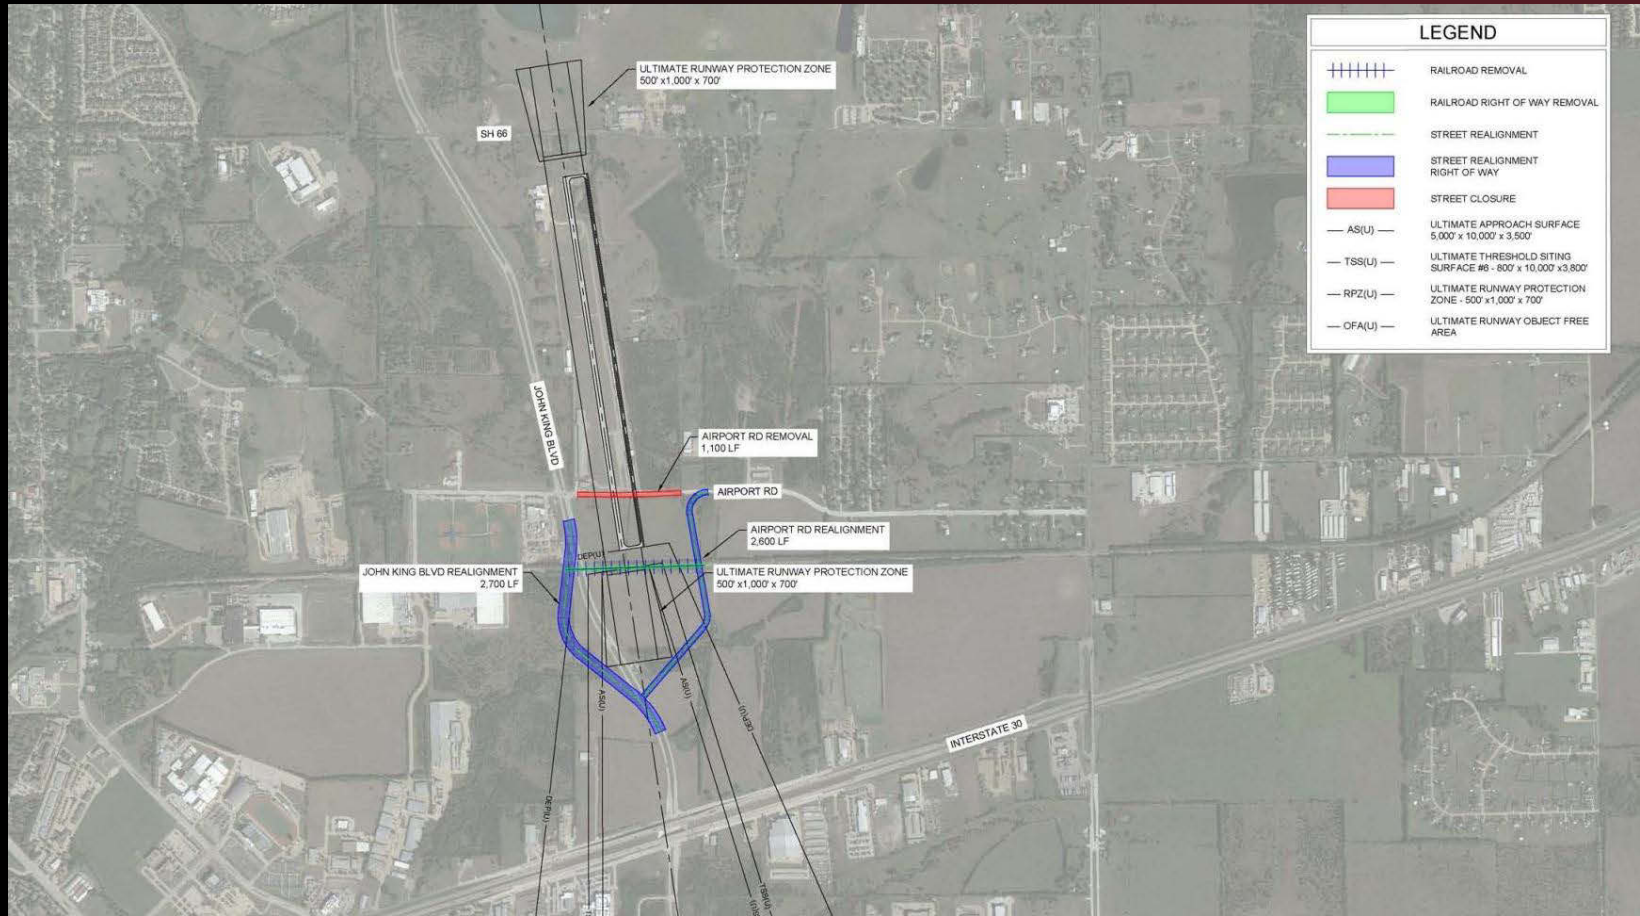 ULTIMATE RUNWAY PROTECTION ZONE
500' x1,000' x 700'
SH 66
JOHN KING BLVD
AIRPORT RD REMOVAL
1,100 LF
AIRPORT RD
AIRPORT RD REALIGNMENT
2,600 LF
DEP(U)
JOHN KING BLVD REALIGNMENT
2,700 LF
ULTIMATE RUNWAY PROTECTION ZONE
500' x1,000' x 700'
AS(U)
AS(U)
DEP(U)
INTERSTATE 30
DEP(U)
TSS(U)
LEGEND
RAILROAD REMOVAL
RAILROAD RIGHT OF WAY REMOVAL
STREET REALIGNMENT
STREET REALIGNMENT
RIGHT OF WAY
STREET CLOSURE
AS(U)
ULTIMATE APPROACH SURFACE
5,000' x 10,000' x 3,500'
TSS(U)
ULTIMATE THRESHOLD SITING
SURFACE #6 - 800' x 10,000' x3,800'
RPZ(U)
ULTIMATE RUNWAY PROTECTION
ZONE - 500' x1,000' x 700'
OFA(U)
ULTIMATE RUNWAY OBJECT FREE
AREA